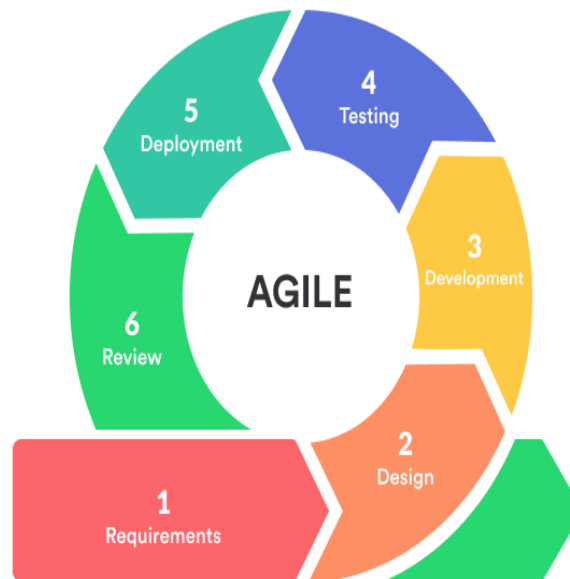 AGILE
1
Requirements
2
Design
3
Development
4
Testing
5
Deployment
6
Review